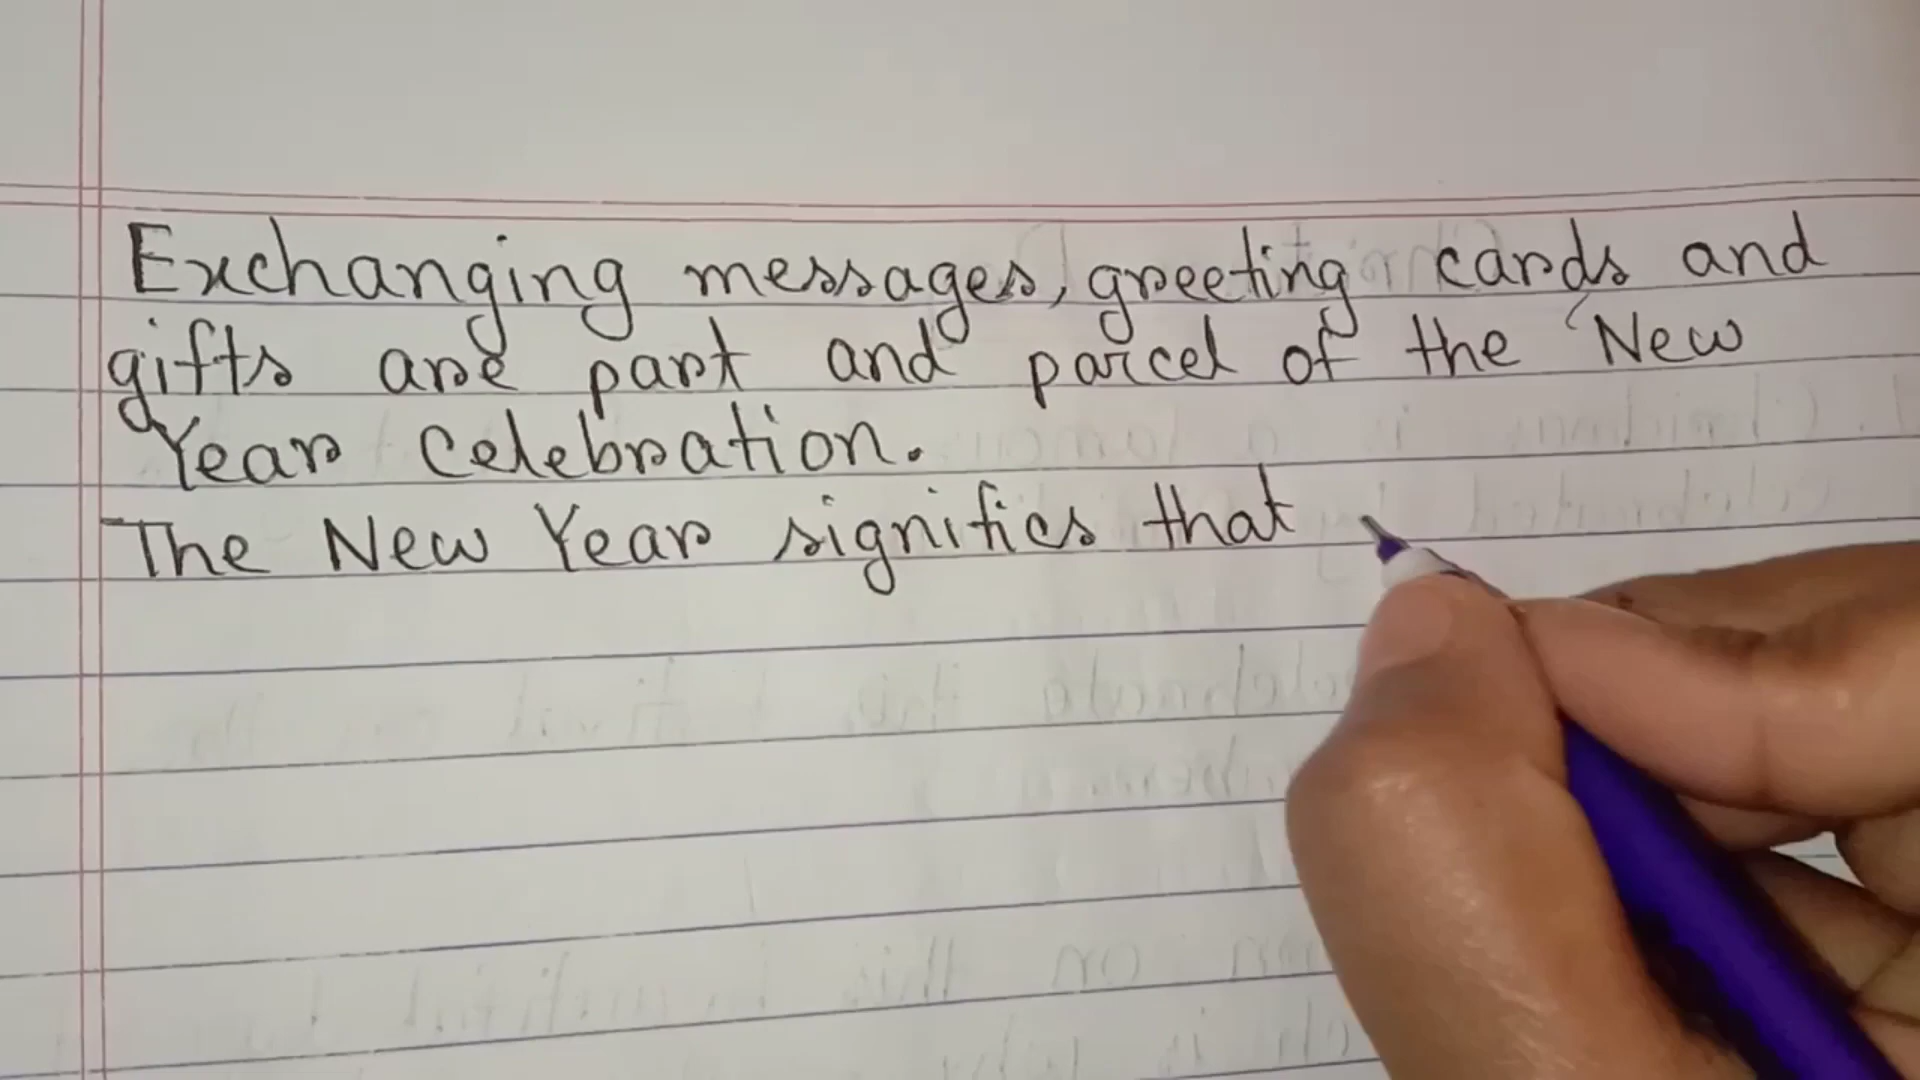 Exchanging messages, greeting cards and
gifts are part and parcel of the New
Year Celebration.
The New Year signifies that